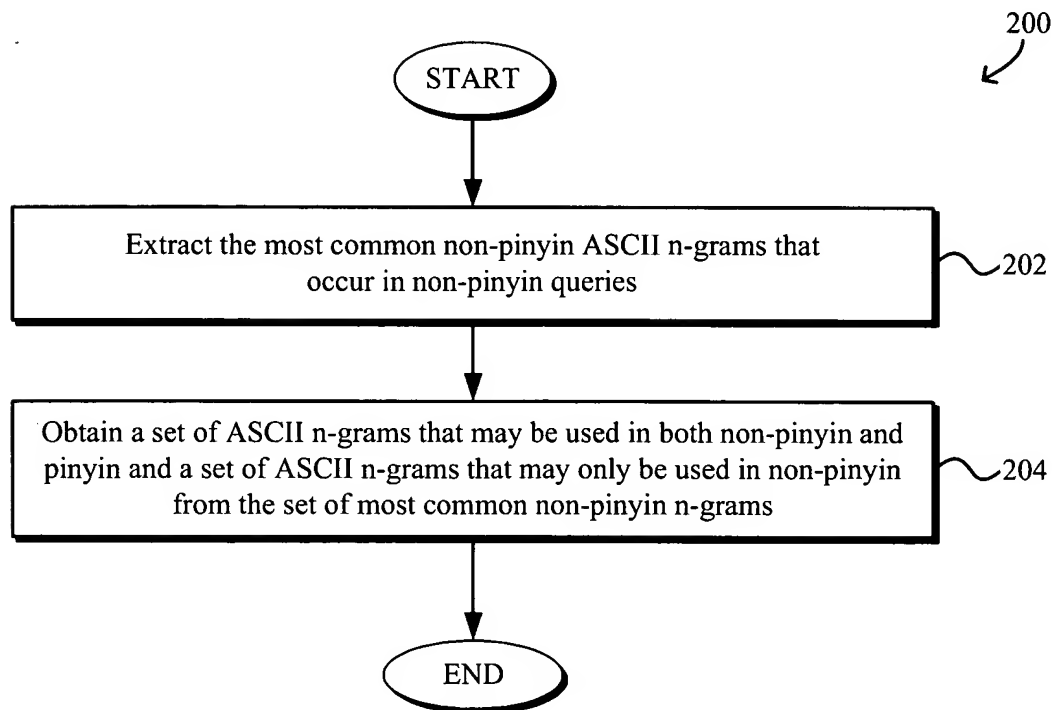 200
START
Extract the most common non-pinyin ASCII n-grams that
occur in non-pinyin queries
202
Obtain a set of ASCII n-grams that may be used in both non-pinyin and
pinyin and a set of ASCII n-grams that may only be used in non-pinyin
from the set of most common non-pinyin n-grams
204
END